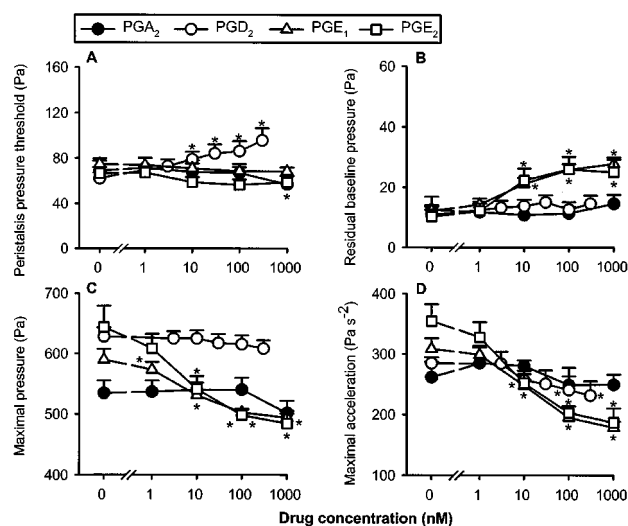 PGA2 PGD2 PGE1 PGE2
A
Peristalsis pressure threshold (Pa)
160
120
80
40
0
* * * *
*
0 1 10 100 1000
B
Residual baseline pressure (Pa)
60
40
20
0
* * *
* * *
0 1 10 100 1000
C
Maximal pressure (Pa)
700
600
500
400
* *
*
* * *
*
0 1 10 100 1000
D
Maximal acceleration (Pa s−2)
400
300
200
100
* * * * *
* *
0 1 10 100 1000
Drug concentration (nM)